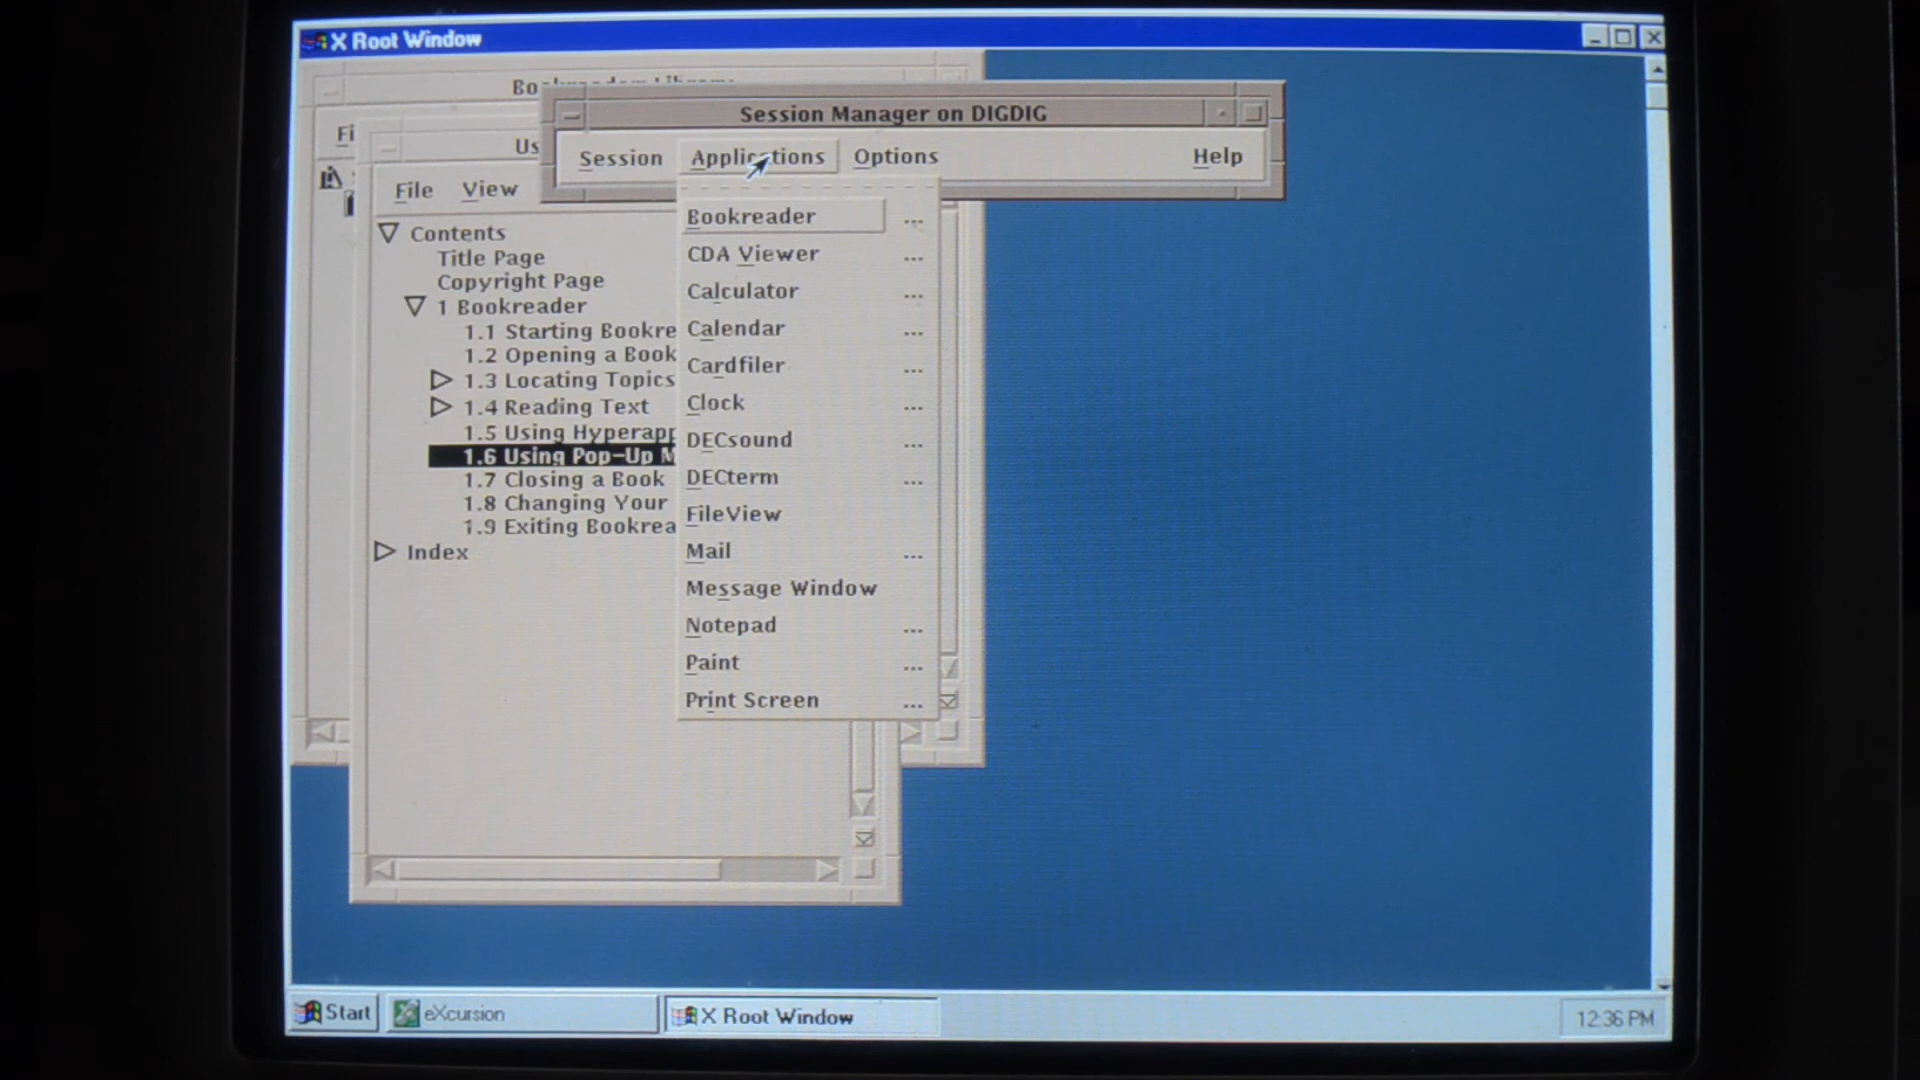 X Root Window
Session Manager on DIGDIG
Session Applications Options Help
File View
Contents
Title Page
Copyright Page
1 Bookreader
1.1 Starting Bookre
1.2 Opening a Book
1.3 Locating Topics
1.4 Reading Text
1.5 Using Hyperapp
1.6 Using Pop-Up M
1.7 Closing a Book
1.8 Changing Your
1.9 Exiting Bookrea
Index
Bookreader ...
CDA Viewer ...
Calculator ...
Calendar ...
Cardfiler ...
Clock ...
DECsound ...
DECterm ...
FileView
Mail ...
Message Window
Notepad ...
Paint ...
Print Screen ...
Start eXcursion X Root Window 12:36 PM